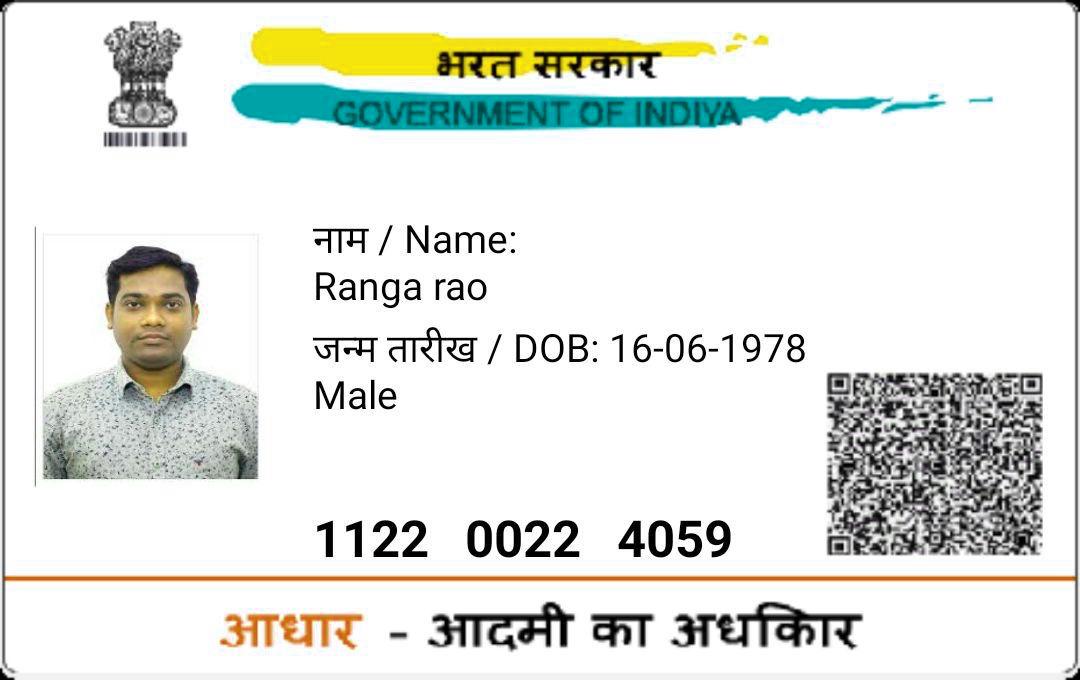 भरत सरकार
GOVERNMENT OF INDIYA
नाम / Name:
Ranga rao
जन्म तारीख / DOB: 16-06-1978
Male
1122 0022 4059
आधार - आदमी का अधिकार